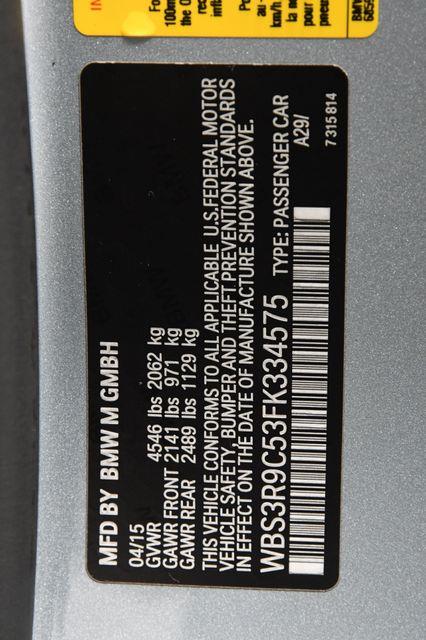 MFD BY BMW M GMBH
04/15
GVWR 4546 lbs 2062 kg
GAWR FRONT 2141 lbs 971 kg
GAWR REAR 2489 lbs 1129 kg
THIS VEHICLE CONFORMS TO ALL APPLICABLE U.S.FEDERAL MOTOR
VEHICLE SAFETY, BUMPER AND THEFT PREVENTION STANDARDS
IN EFFECT ON THE DATE OF MANUFACTURE SHOWN ABOVE.
WBS3R9C53FK334575 TYPE: PASSENGER CAR
A29/
7 315 814